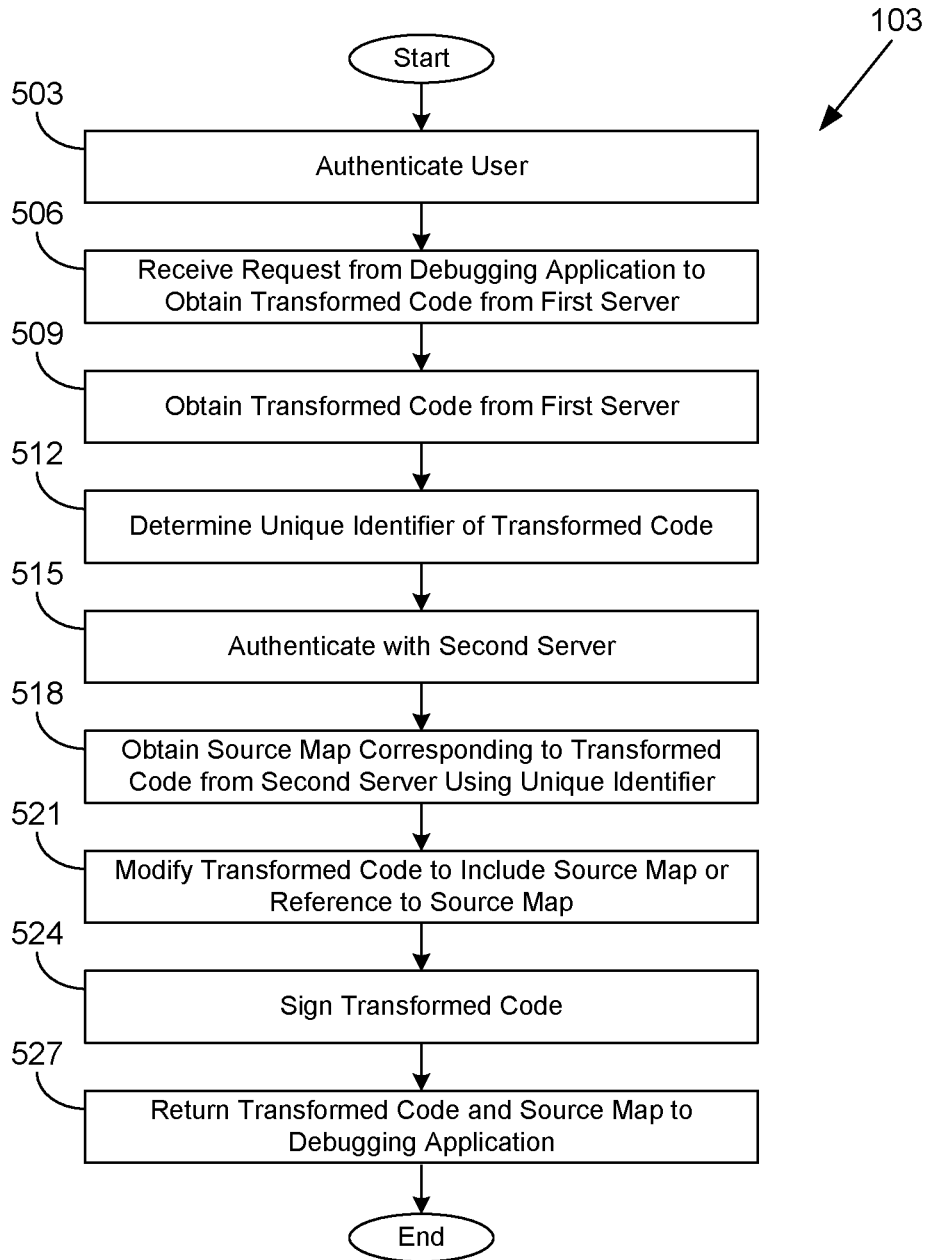 103
Start
503
Authenticate User
506
Receive Request from Debugging Application to
Obtain Transformed Code from First Server
509
Obtain Transformed Code from First Server
512
Determine Unique Identifier of Transformed Code
515
Authenticate with Second Server
518
Obtain Source Map Corresponding to Transformed
Code from Second Server Using Unique Identifier
521
Modify Transformed Code to Include Source Map or
Reference to Source Map
524
Sign Transformed Code
527
Return Transformed Code and Source Map to
Debugging Application
End